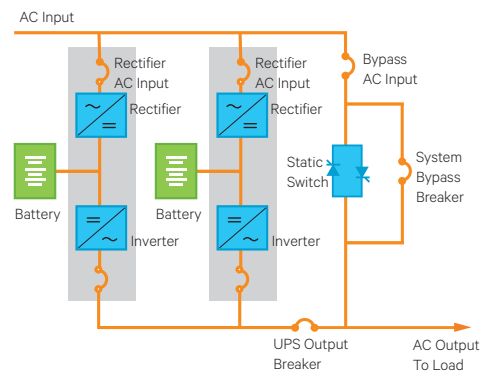 AC Input
Rectifier
AC Input
Rectifier
AC Input
Bypass
AC Input
Rectifier
Rectifier
Static
Switch
System
Bypass
Breaker
Battery
Battery
Inverter
Inverter
UPS Output
Breaker
AC Output
To Load